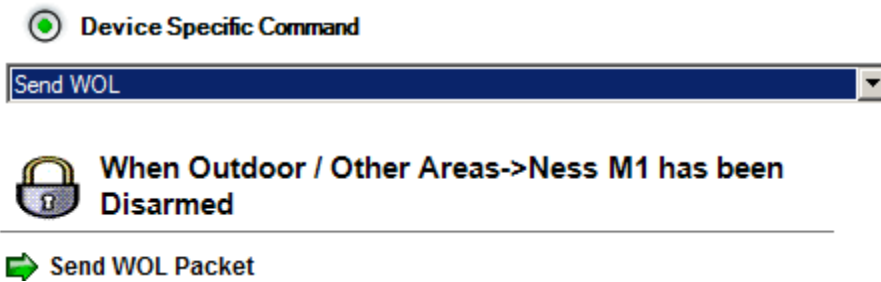 Device Specific Command
Send WOL
When Outdoor / Other Areas->Ness M1 has been
Disarmed
Send WOL Packet